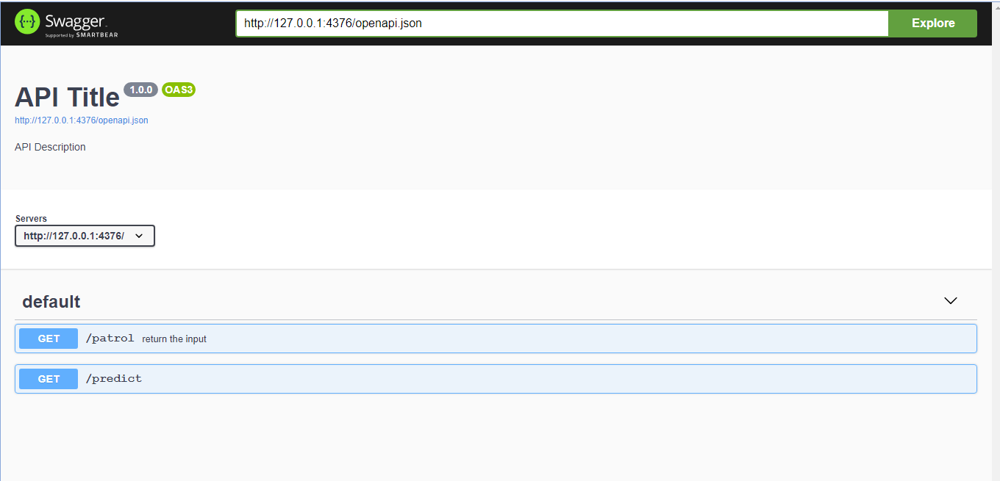 {···} Swagger.
Supported by SMARTBEAR
http://127.0.0.1:4376/openapi.json
Explore
API Title 1.0.0 OAS3
http://127.0.0.1:4376/openapi.json
API Description
Servers
http://127.0.0.1:4376/
default
GET /patrol return the input
GET /predict